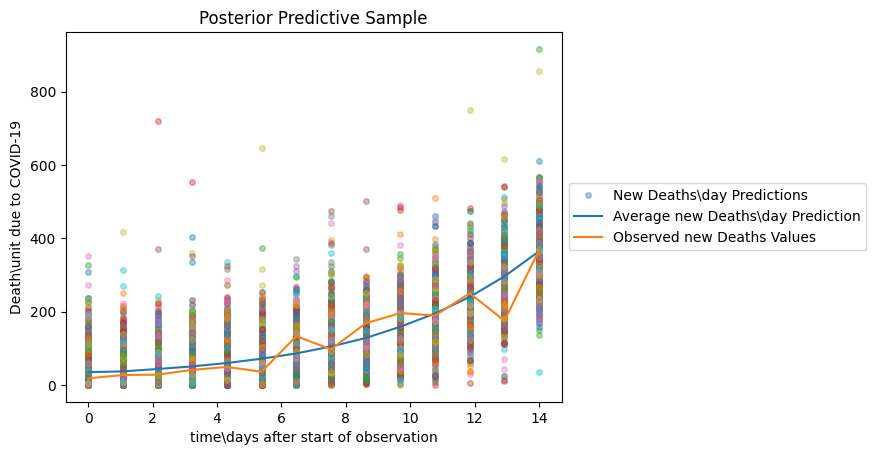 Posterior Predictive Sample
Death\unit due to COVID-19
800
600
400
200
0
0 2 4 6 8 10 12 14
time\days after start of observation
New Deaths\day Predictions
Average new Deaths\day Prediction
Observed new Deaths Values